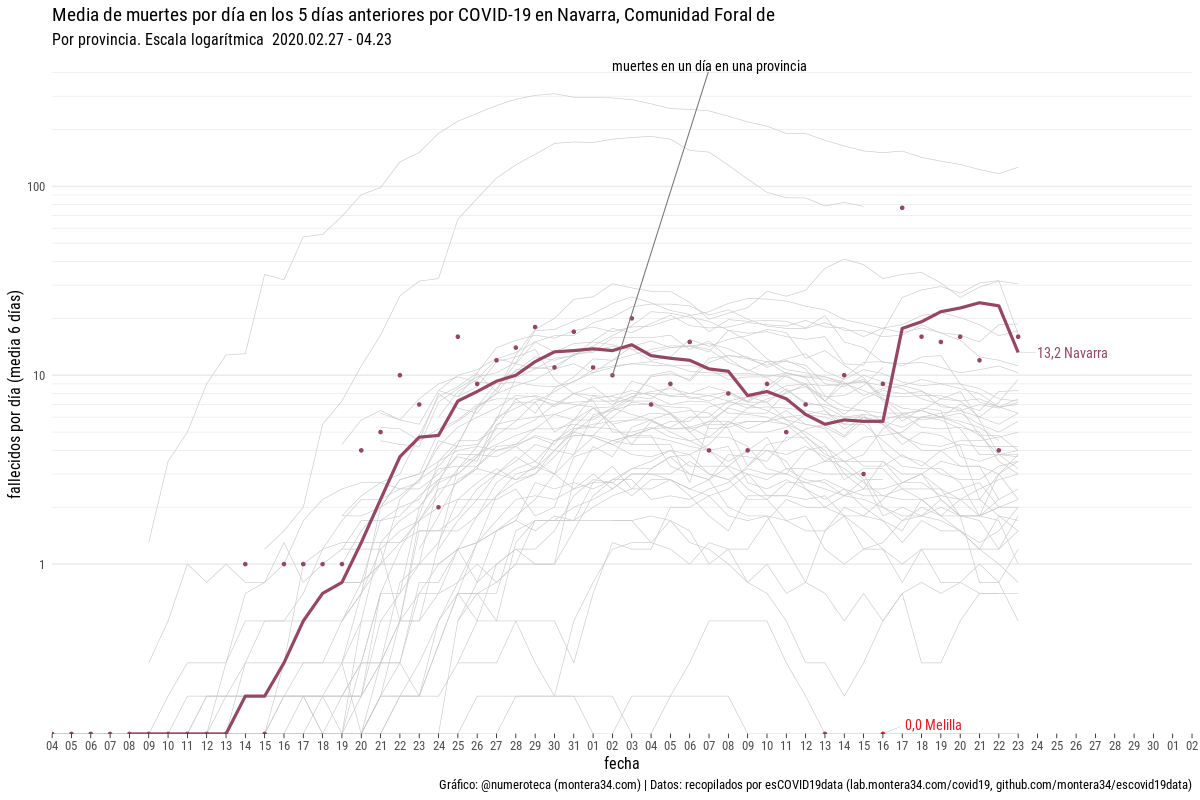 Media de muertes por día en los 5 días anteriores por COVID-19 en Navarra, Comunidad Foral de
Por provincia. Escala logarítmica  2020.02.27 - 04.23
muertes en un día en una provincia
fallecidos por día (media 6 días)
100
10
1
13,2 Navarra
0,0 Melilla
04 05 06 07 08 09 10 11 12 13 14 15 16 17 18 19 20 21 22 23 24 25 26 27 28 29 30 31 01 02 03 04 05 06 07 08 09 10 11 12 13 14 15 16 17 18 19 20 21 22 23 24 25 26 27 28 29 30 01 02
fecha
Gráfico: @numeroteca (montera34.com) | Datos: recopilados por esCOVID19data (lab.montera34.com/covid19, github.com/montera34/escovid19data)